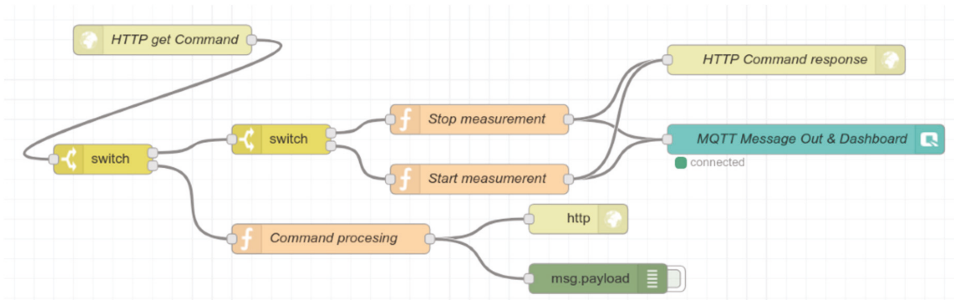 HTTP get Command
HTTP Command response
Stop measurement
switch
MQTT Message Out & Dashboard
switch
connected
Start measumerent
http
Command procesing
msg.payload